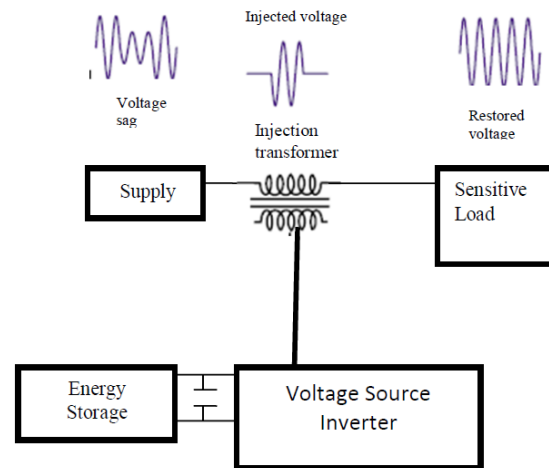 Injected voltage
Voltage
sag
Restored
voltage
Injection
transformer
Supply
Sensitive
Load
Energy
Storage
Voltage Source
Inverter